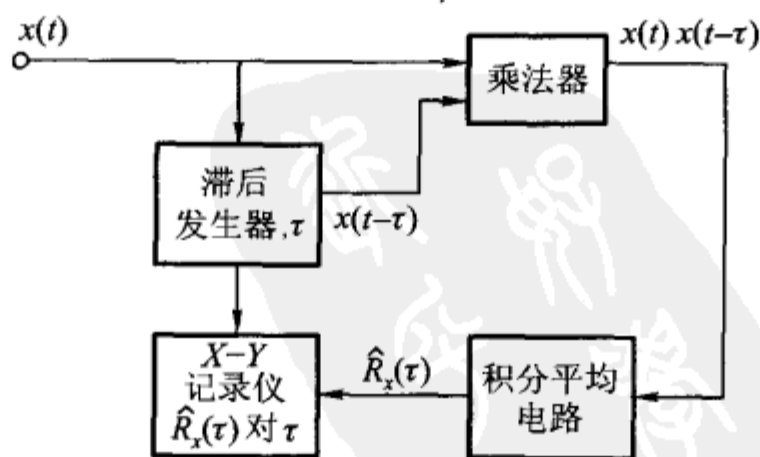 x(t)
x(t) x(t−τ)
乘法器
滞后
发生器,τ
x(t−τ)
X−Y
记录仪
R̂ₓ(τ) 对 τ
R̂ₓ(τ)
积分平均
电路